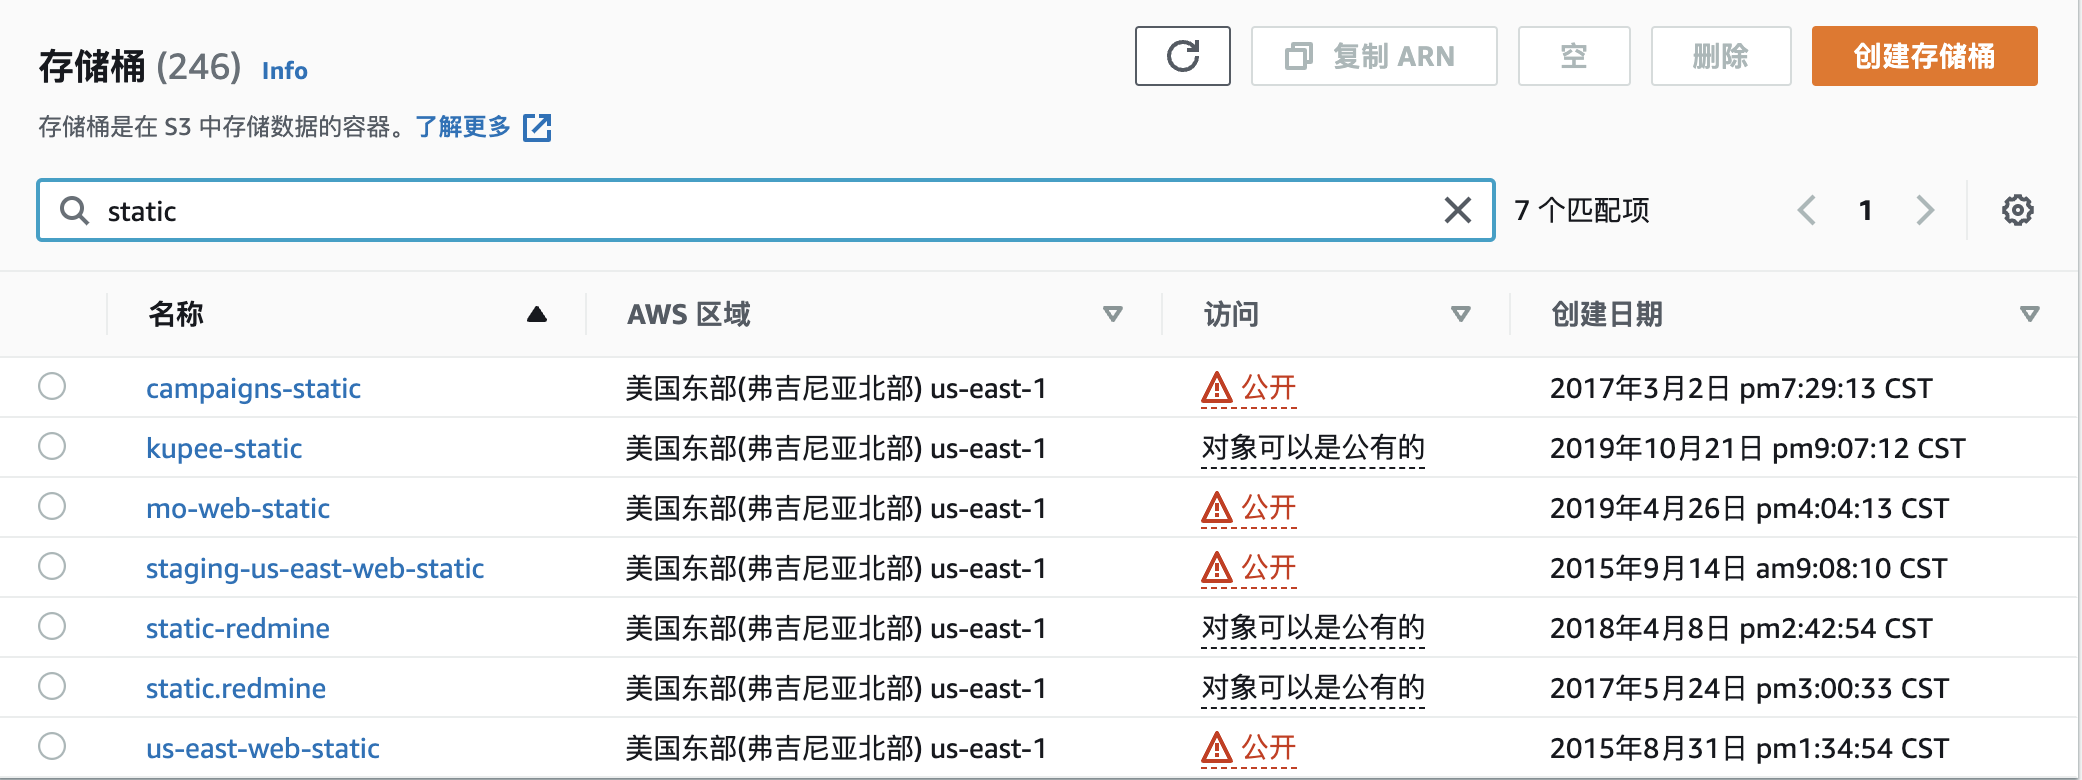 存储桶 (246) Info
复制 ARN 空 删除 创建存储桶
存储桶是在 S3 中存储数据的容器。了解更多
static 7 个匹配项 1
名称 AWS 区域 访问 创建日期
campaigns-static 美国东部(弗吉尼亚北部) us-east-1 公开 2017年3月2日 pm7:29:13 CST
kupee-static 美国东部(弗吉尼亚北部) us-east-1 对象可以是公有的 2019年10月21日 pm9:07:12 CST
mo-web-static 美国东部(弗吉尼亚北部) us-east-1 公开 2019年4月26日 pm4:04:13 CST
staging-us-east-web-static 美国东部(弗吉尼亚北部) us-east-1 公开 2015年9月14日 am9:08:10 CST
static-redmine 美国东部(弗吉尼亚北部) us-east-1 对象可以是公有的 2018年4月8日 pm2:42:54 CST
static.redmine 美国东部(弗吉尼亚北部) us-east-1 对象可以是公有的 2017年5月24日 pm3:00:33 CST
us-east-web-static 美国东部(弗吉尼亚北部) us-east-1 公开 2015年8月31日 pm1:34:54 CST